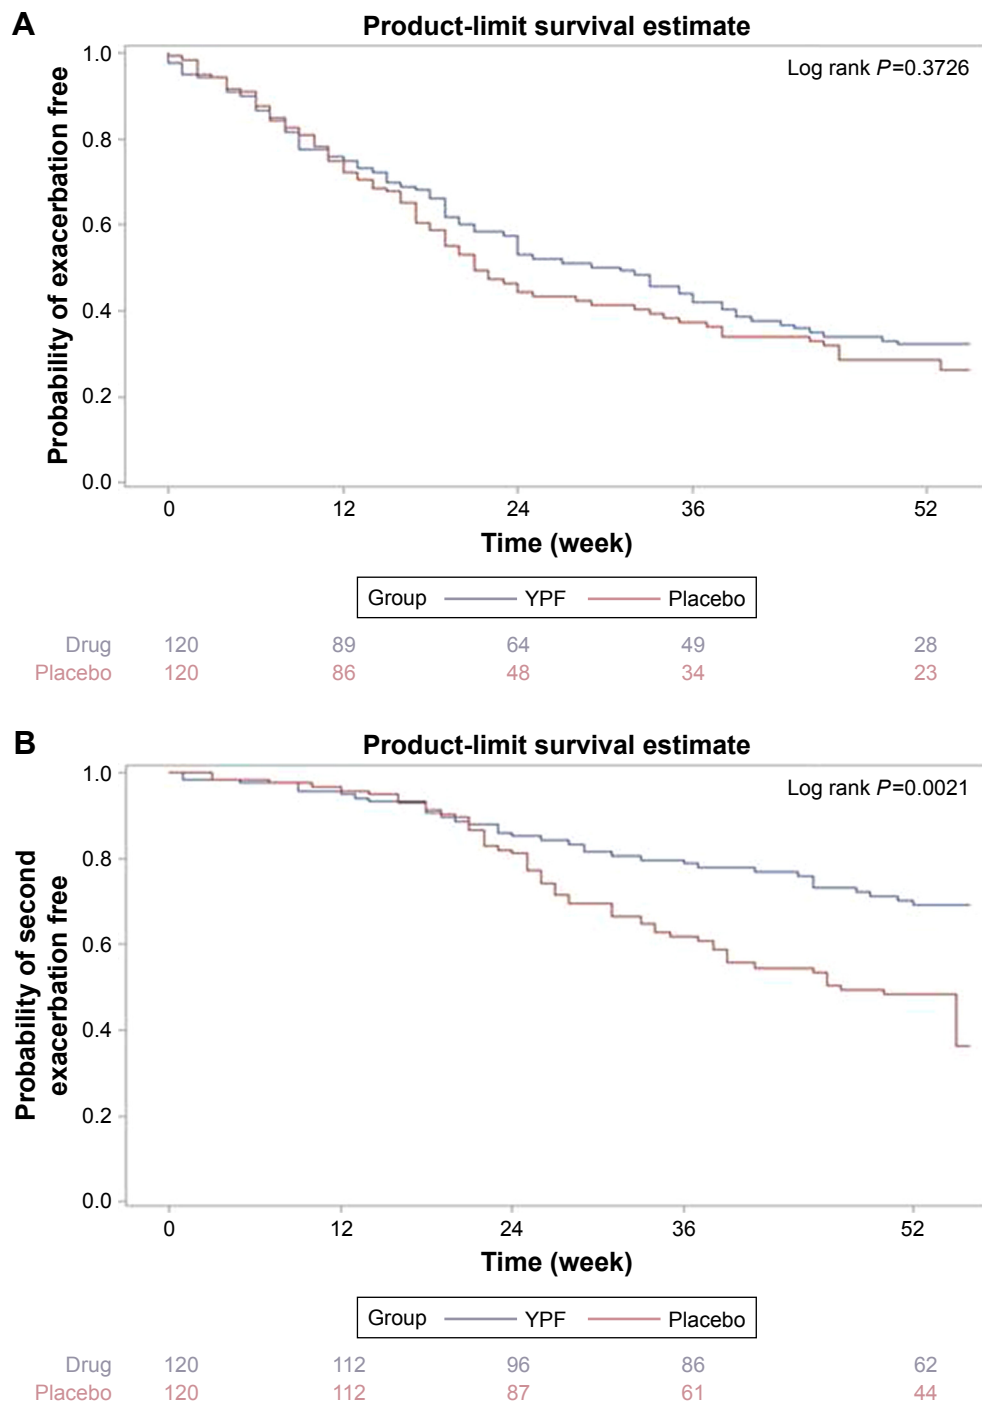 A
Product-limit survival estimate
Log rank P=0.3726
Probability of exacerbation free
1.0
0.8
0.6
0.4
0.2
0.0
0 12 24 36 52
Time (week)
Group YPF Placebo
Drug 120 89 64 49 28
Placebo 120 86 48 34 23
B
Product-limit survival estimate
Log rank P=0.0021
Probability of second
exacerbation free
1.0
0.8
0.6
0.4
0.2
0.0
0 12 24 36 52
Time (week)
Group YPF Placebo
Drug 120 112 96 86 62
Placebo 120 112 87 61 44